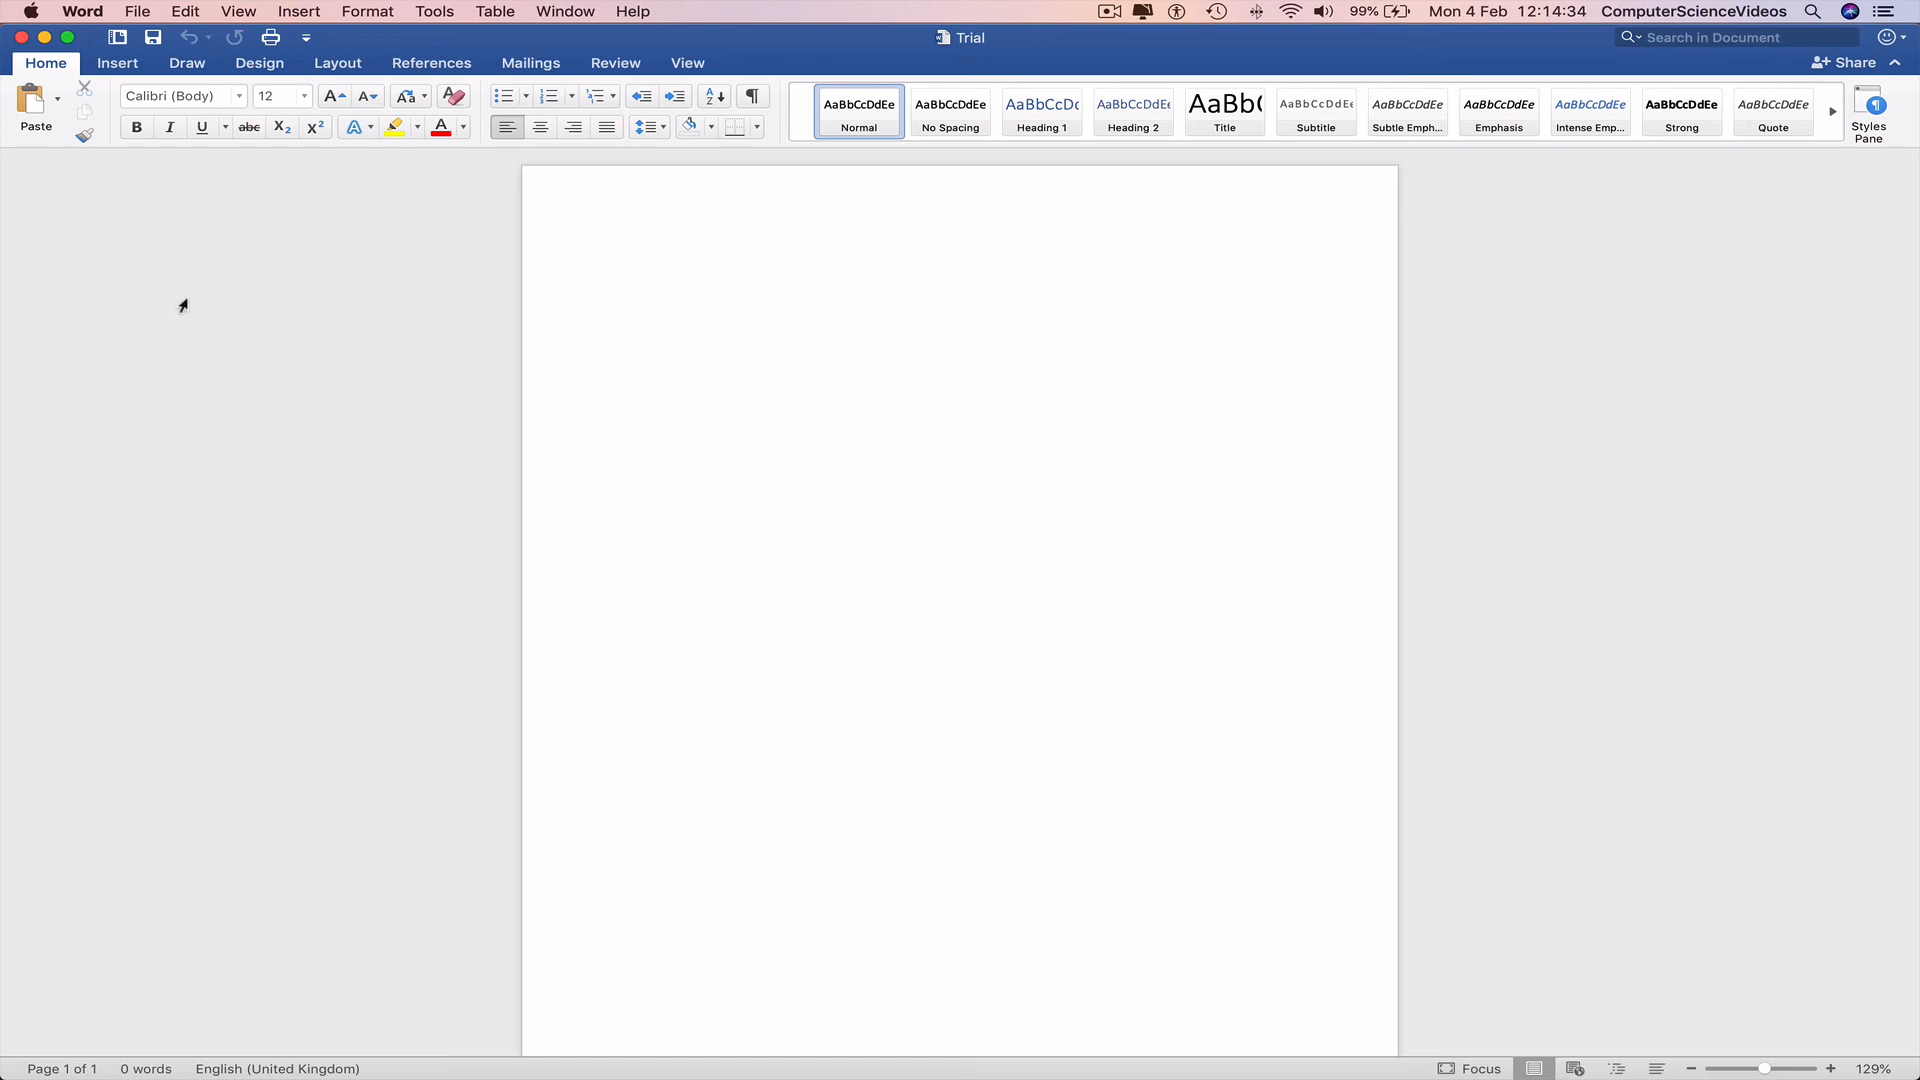 Word File Edit View Insert Format Tools Table Window Help 99% Mon 4 Feb 12:14:34 ComputerScienceVideos
Trial Search in Document
Home Insert Draw Design Layout References Mailings Review View Share
Paste Calibri (Body) 12 AaBbCcDdEe AaBbCcDdEe AaBbCcDc AaBbCcDdEe AaBb( AaBbCcDdEe AaBbCcDdEe AaBbCcDdEe AaBbCcDdEe AaBbCcDdEe AaBbCcDdEe
B I U abc X₂ X² A A Normal No Spacing Heading 1 Heading 2 Title Subtitle Subtle Emph... Emphasis Intense Emp... Strong Quote Styles
Pane
Page 1 of 1 0 words English (United Kingdom) Focus 129%